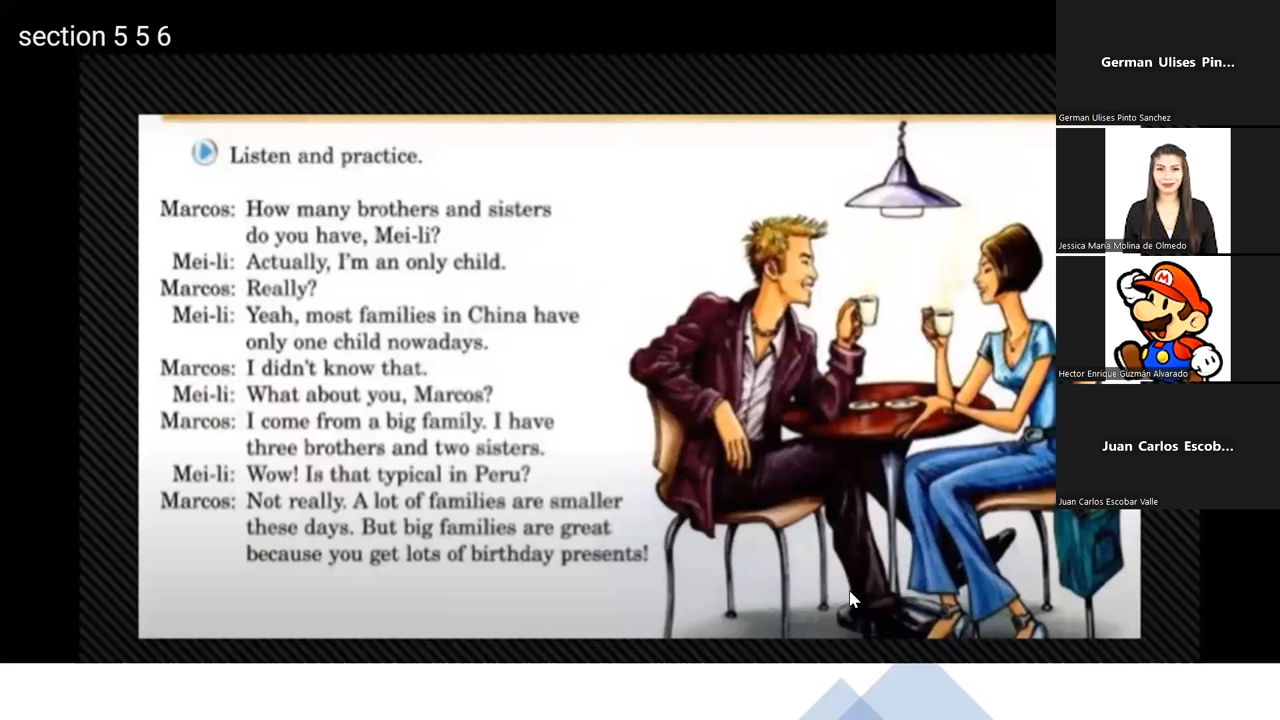 section 5 5 6
Listen and practice.
Marcos: How many brothers and sisters
do you have, Mei-li?
Mei-li: Actually, I'm an only child.
Marcos: Really?
Mei-li: Yeah, most families in China have
only one child nowadays.
Marcos: I didn't know that.
Mei-li: What about you, Marcos?
Marcos: I come from a big family. I have
three brothers and two sisters.
Mei-li: Wow! Is that typical in Peru?
Marcos: Not really. A lot of families are smaller
these days. But big families are great
because you get lots of birthday presents!
German Ulises Pin...
German Ulises Pinto Sanchez
Jessica Maria Molina de Olmedo
M
Hector Enrique Guzmán Alvarado
Juan Carlos Escob...
Juan Carlos Escobar Valle